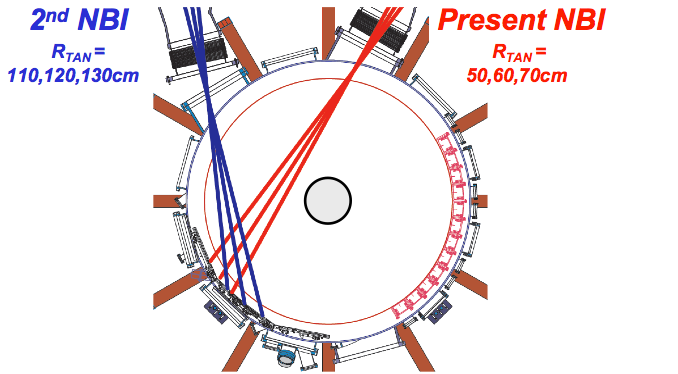 2nd NBI
RTAN =
110,120,130cm
Present NBI
RTAN =
50,60,70cm